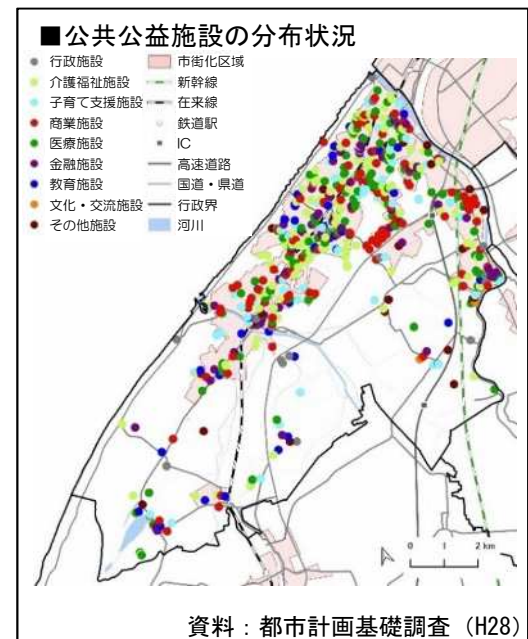 ■公共公益施設の分布状況
行政施設
介護福祉施設
子育て支援施設
商業施設
医療施設
金融施設
教育施設
文化・交流施設
その他施設
市街化区域
新幹線
在来線
鉄道駅
IC
高速道路
国道・県道
行政界
河川
0 1 2 km
資料：都市計画基礎調査（H28）